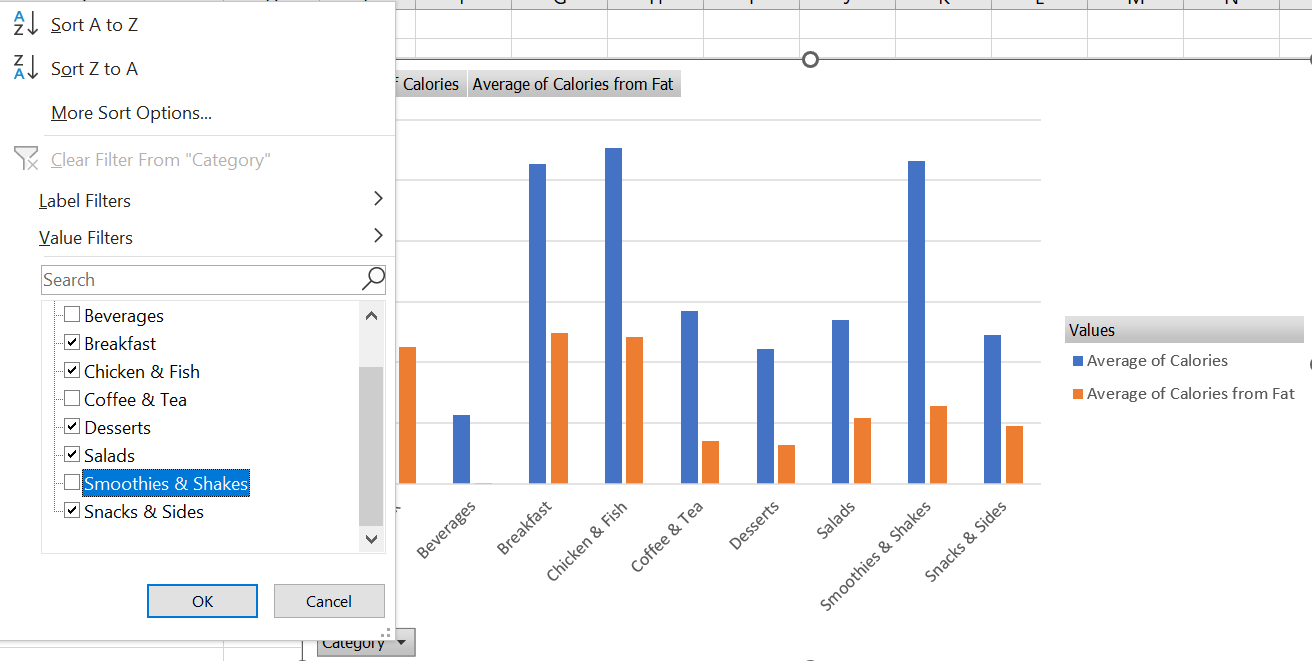 Sort A to Z
Sort Z to A
More Sort Options...
Clear Filter From "Category"
Label Filters
Value Filters
Search
Beverages
Breakfast
Chicken & Fish
Coffee & Tea
Desserts
Salads
Smoothies & Shakes
Snacks & Sides
OK
Cancel
Calories
Average of Calories from Fat
Values
Average of Calories
Average of Calories from Fat
Beverages
Breakfast
Chicken & Fish
Coffee & Tea
Desserts
Salads
Smoothies & Shakes
Snacks & Sides
Category